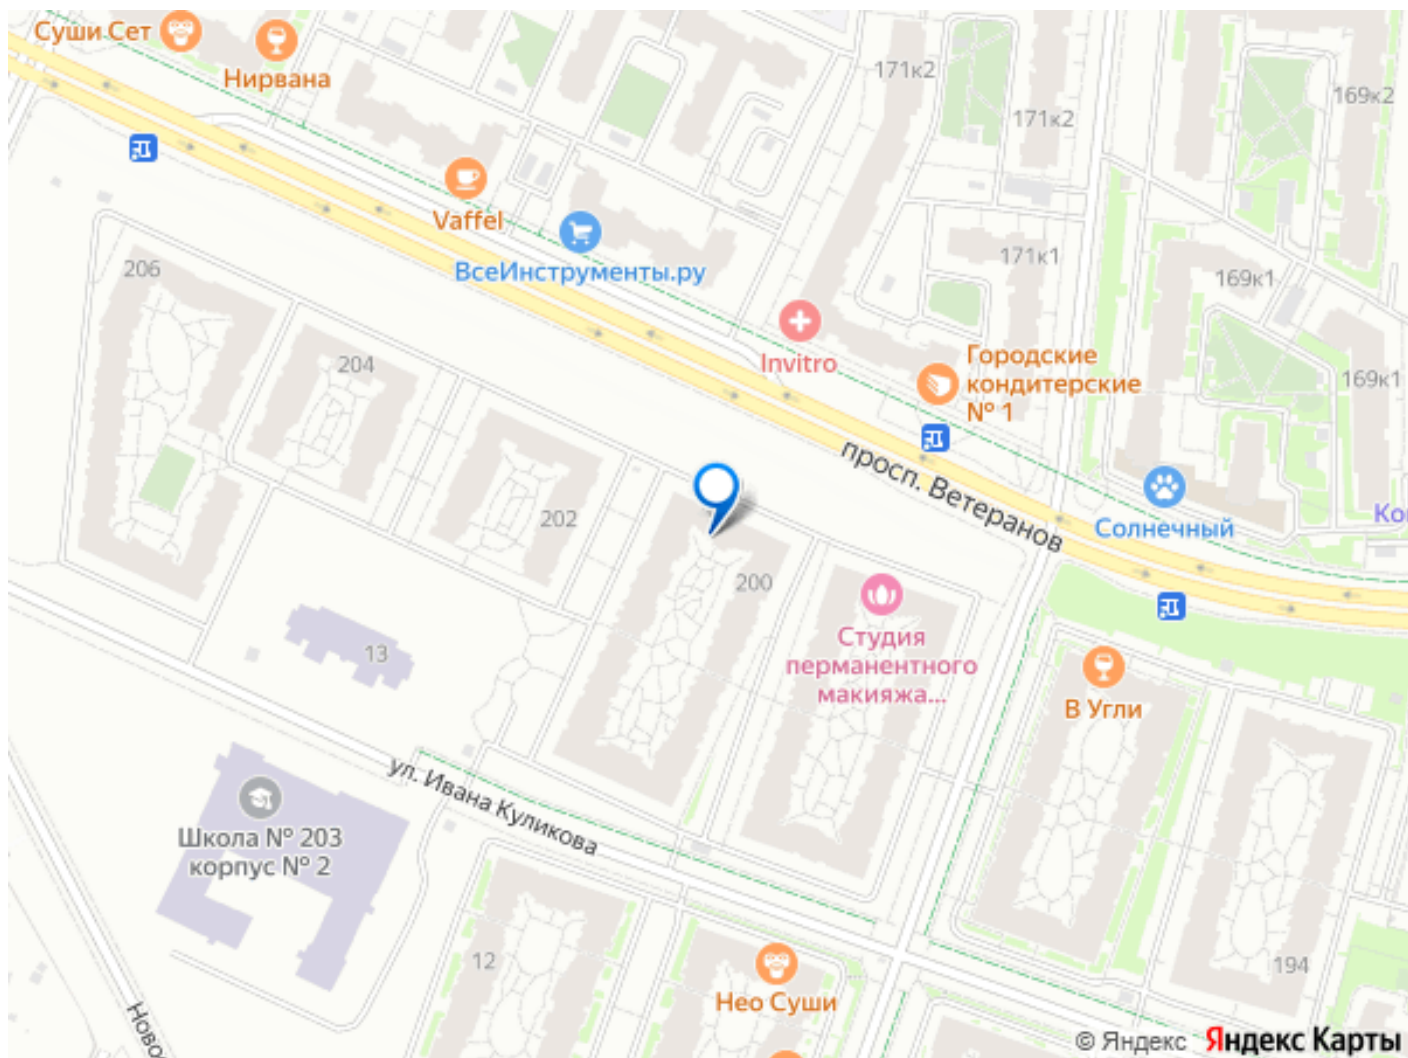 Суши Сет
Нирвана
171к2
169к2
171к2
Vaffel
ВсеИнструменты.ру
206
171к1
169к1
Invitro
204
Городские
кондитерские
№ 1
169к1
просп. Ветеранов
202
Солнечный
200
Студия
перманентного
макияжа...
13
В Угли
ул. Ивана Куликова
Школа № 203
корпус № 2
12
Нео Суши
194
© Яндекс Яндекс Карты